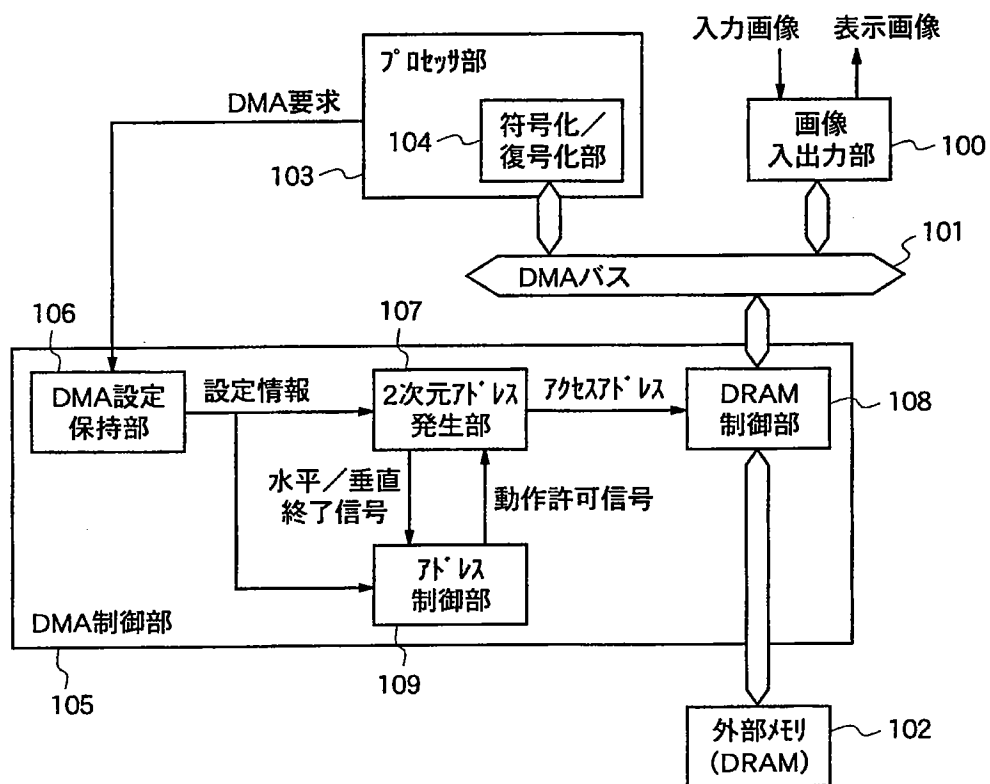 入力画像 表示画像
プロセッサ部
DMA要求
符号化／
復号化部
104
103
画像
入出力部
100
101
DMAバス
106
107
DMA設定
保持部
設定情報
2次元アドレス
発生部
アクセスアドレス
DRAM
制御部
108
水平／垂直
終了信号
動作許可信号
アドレス
制御部
DMA制御部
105
109
外部メモリ
(DRAM)
102